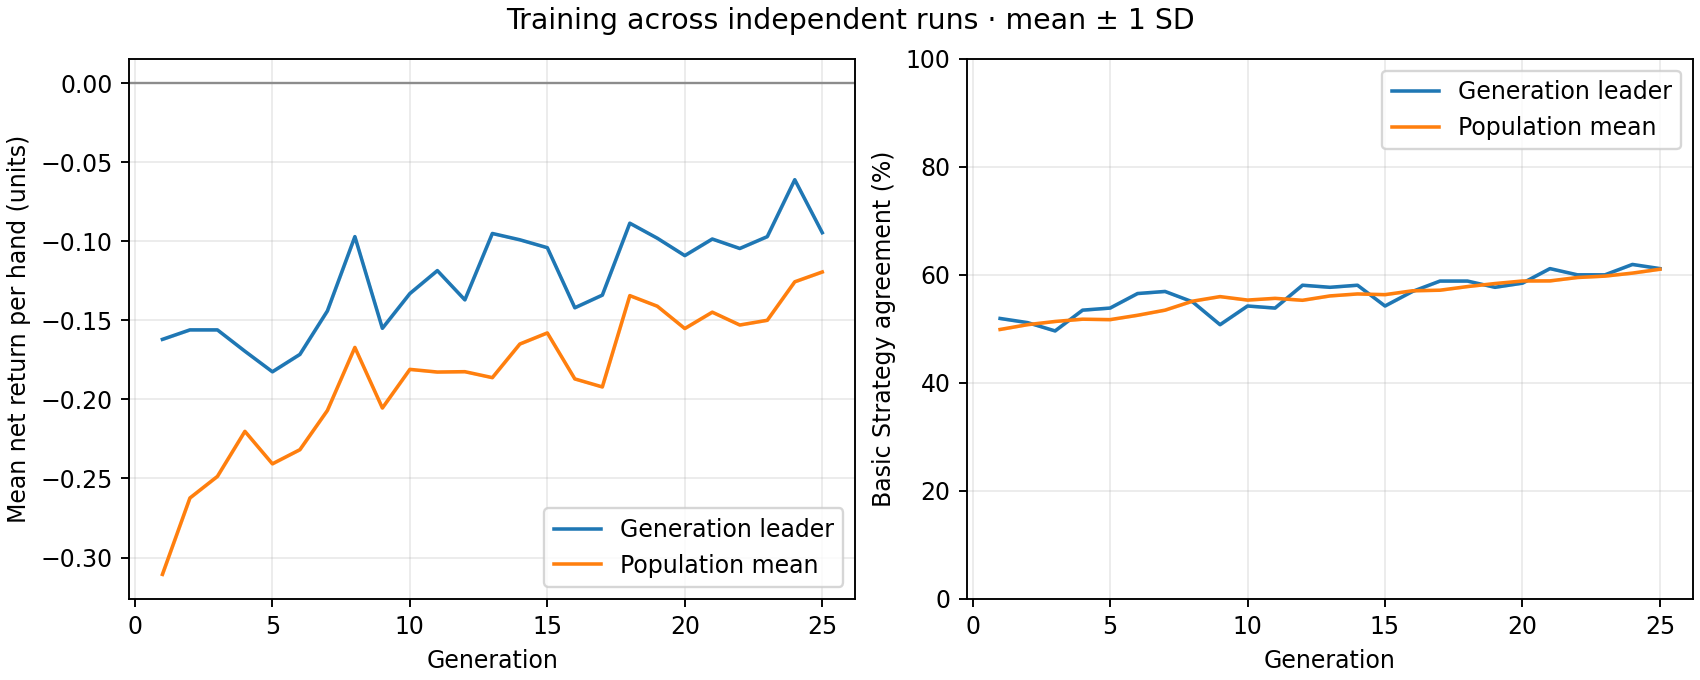 Training across independent runs · mean ± 1 SD
Mean net return per hand (units)
0.00
−0.05
−0.10
−0.15
−0.20
−0.25
−0.30
Generation leader
Population mean
0 5 10 15 20 25
Generation
Basic Strategy agreement (%)
100
80
60
40
20
0
Generation leader
Population mean
0 5 10 15 20 25
Generation